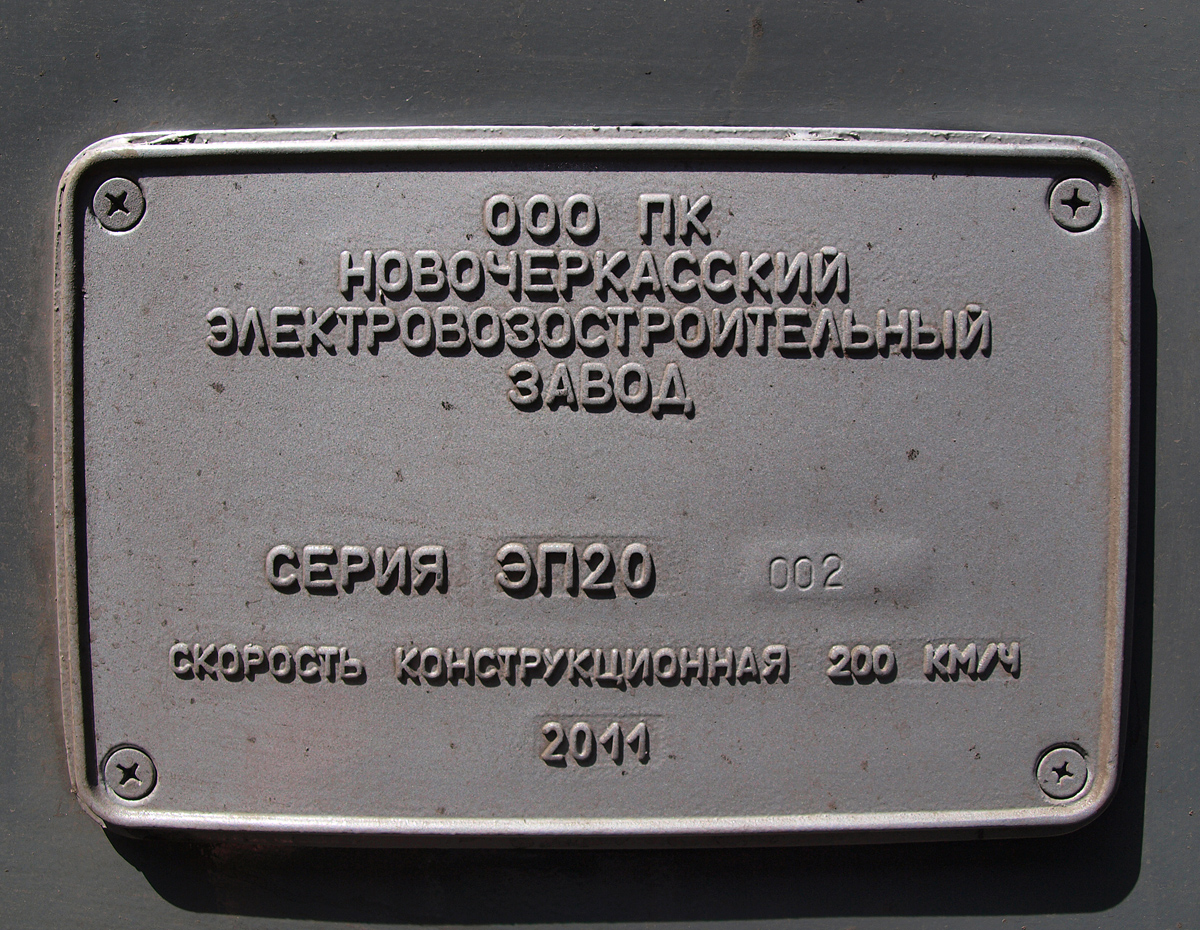 ООО ПК
НОВОЧЕРКАССКИЙ
ЭЛЕКТРОВОЗОСТРОИТЕЛЬНЫЙ
ЗАВОД
СЕРИЯ ЭП20 002
СКОРОСТЬ КОНСТРУКЦИОННАЯ 200 КМ/Ч
2011